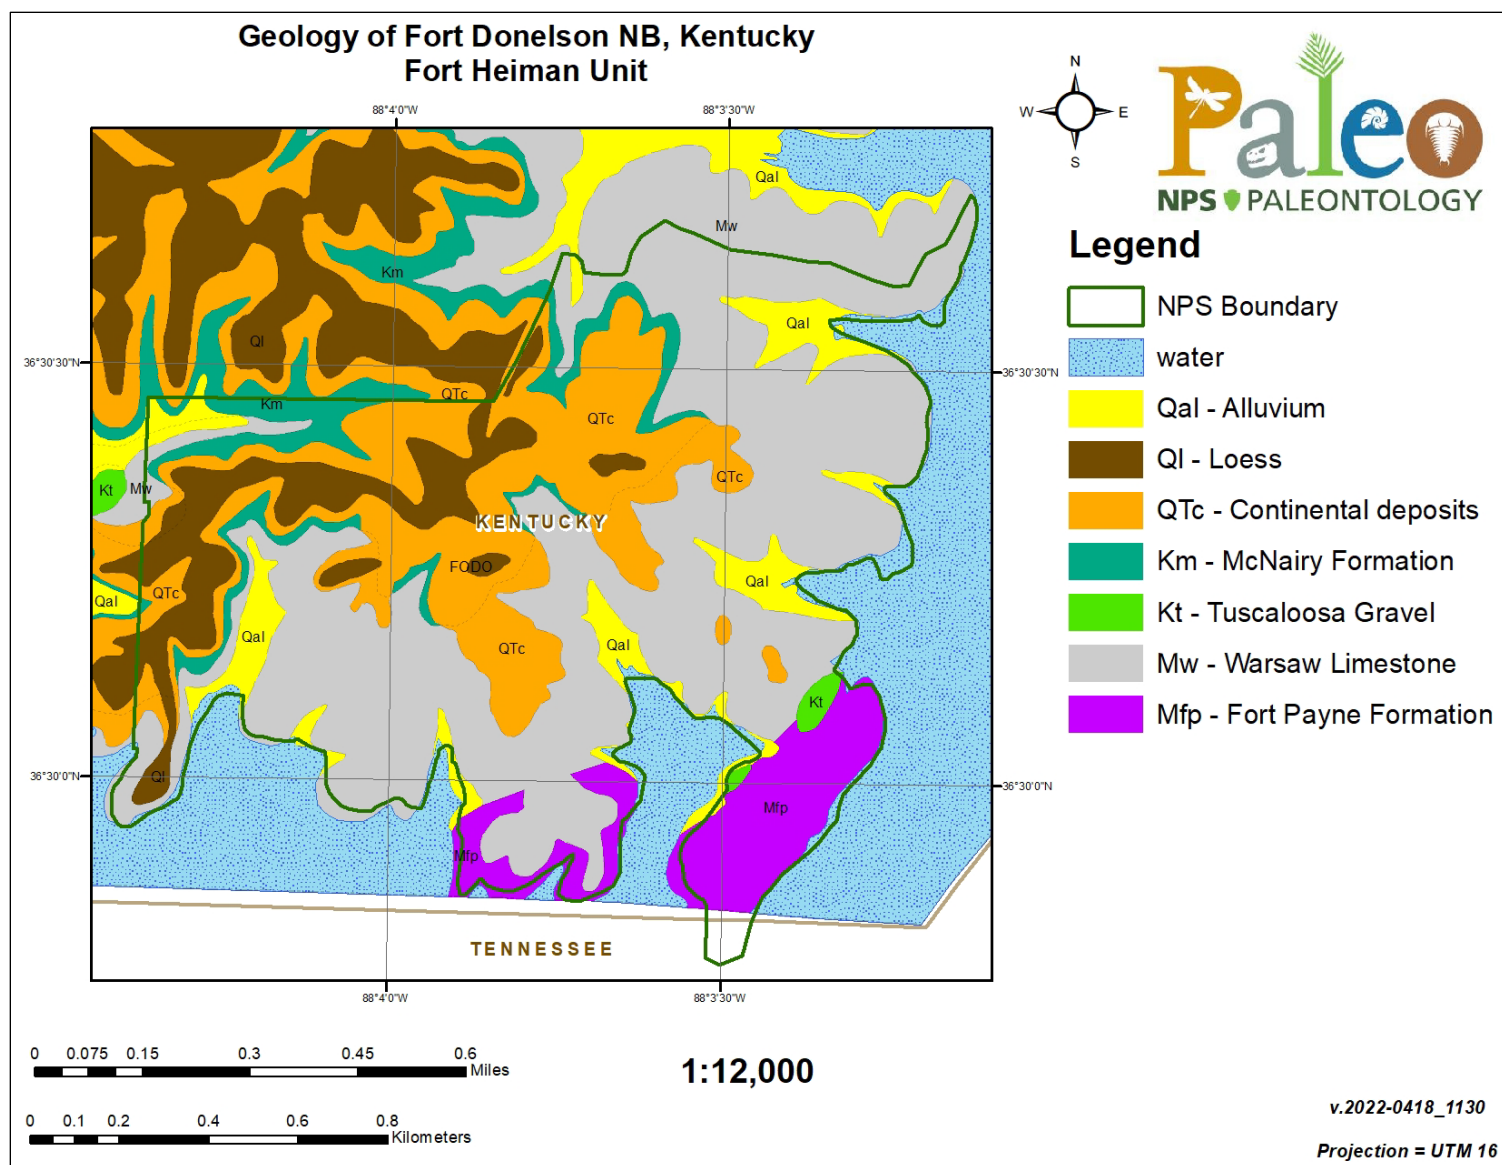 Geology of Fort Donelson NB, Kentucky
Fort Heiman Unit
N
W E
S
Paleo
NPS PALEONTOLOGY
88°4'0"W 88°3'30"W
Qal
Mw
Km
Qal
Ql
36°30'30"N 36°30'30"N
QTc
Km
QTc
QTc
Kt Mw
KENTUCKY
FODO
Qal
QTc
Qal
Qal
Qal
QTc
Kt
Ql
36°30'0"N 36°30'0"N
Mfp
Mfp
TENNESSEE
88°4'0"W 88°3'30"W
Legend
NPS Boundary
water
Qal - Alluvium
Ql - Loess
QTc - Continental deposits
Km - McNairy Formation
Kt - Tuscaloosa Gravel
Mw - Warsaw Limestone
Mfp - Fort Payne Formation
0 0.075 0.15 0.3 0.45 0.6
Miles
1:12,000
0 0.1 0.2 0.4 0.6 0.8
Kilometers
v.2022-0418_1130
Projection = UTM 16